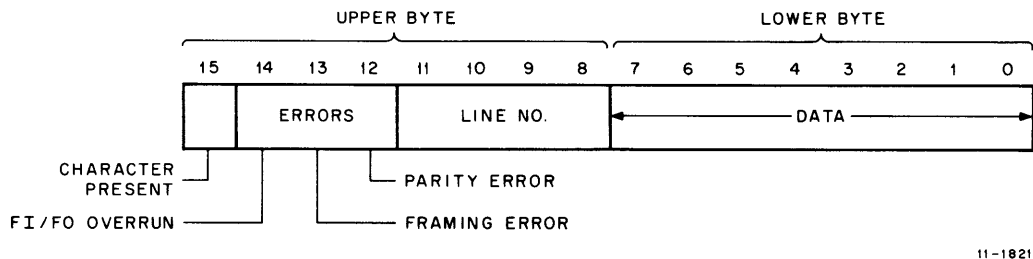 UPPER BYTE LOWER BYTE
15 14 13 12 11 10 9 8 7 6 5 4 3 2 1 0
ERRORS LINE NO. DATA
CHARACTER
PRESENT
PARITY ERROR
FI/FO OVERRUN FRAMING ERROR
11-1821